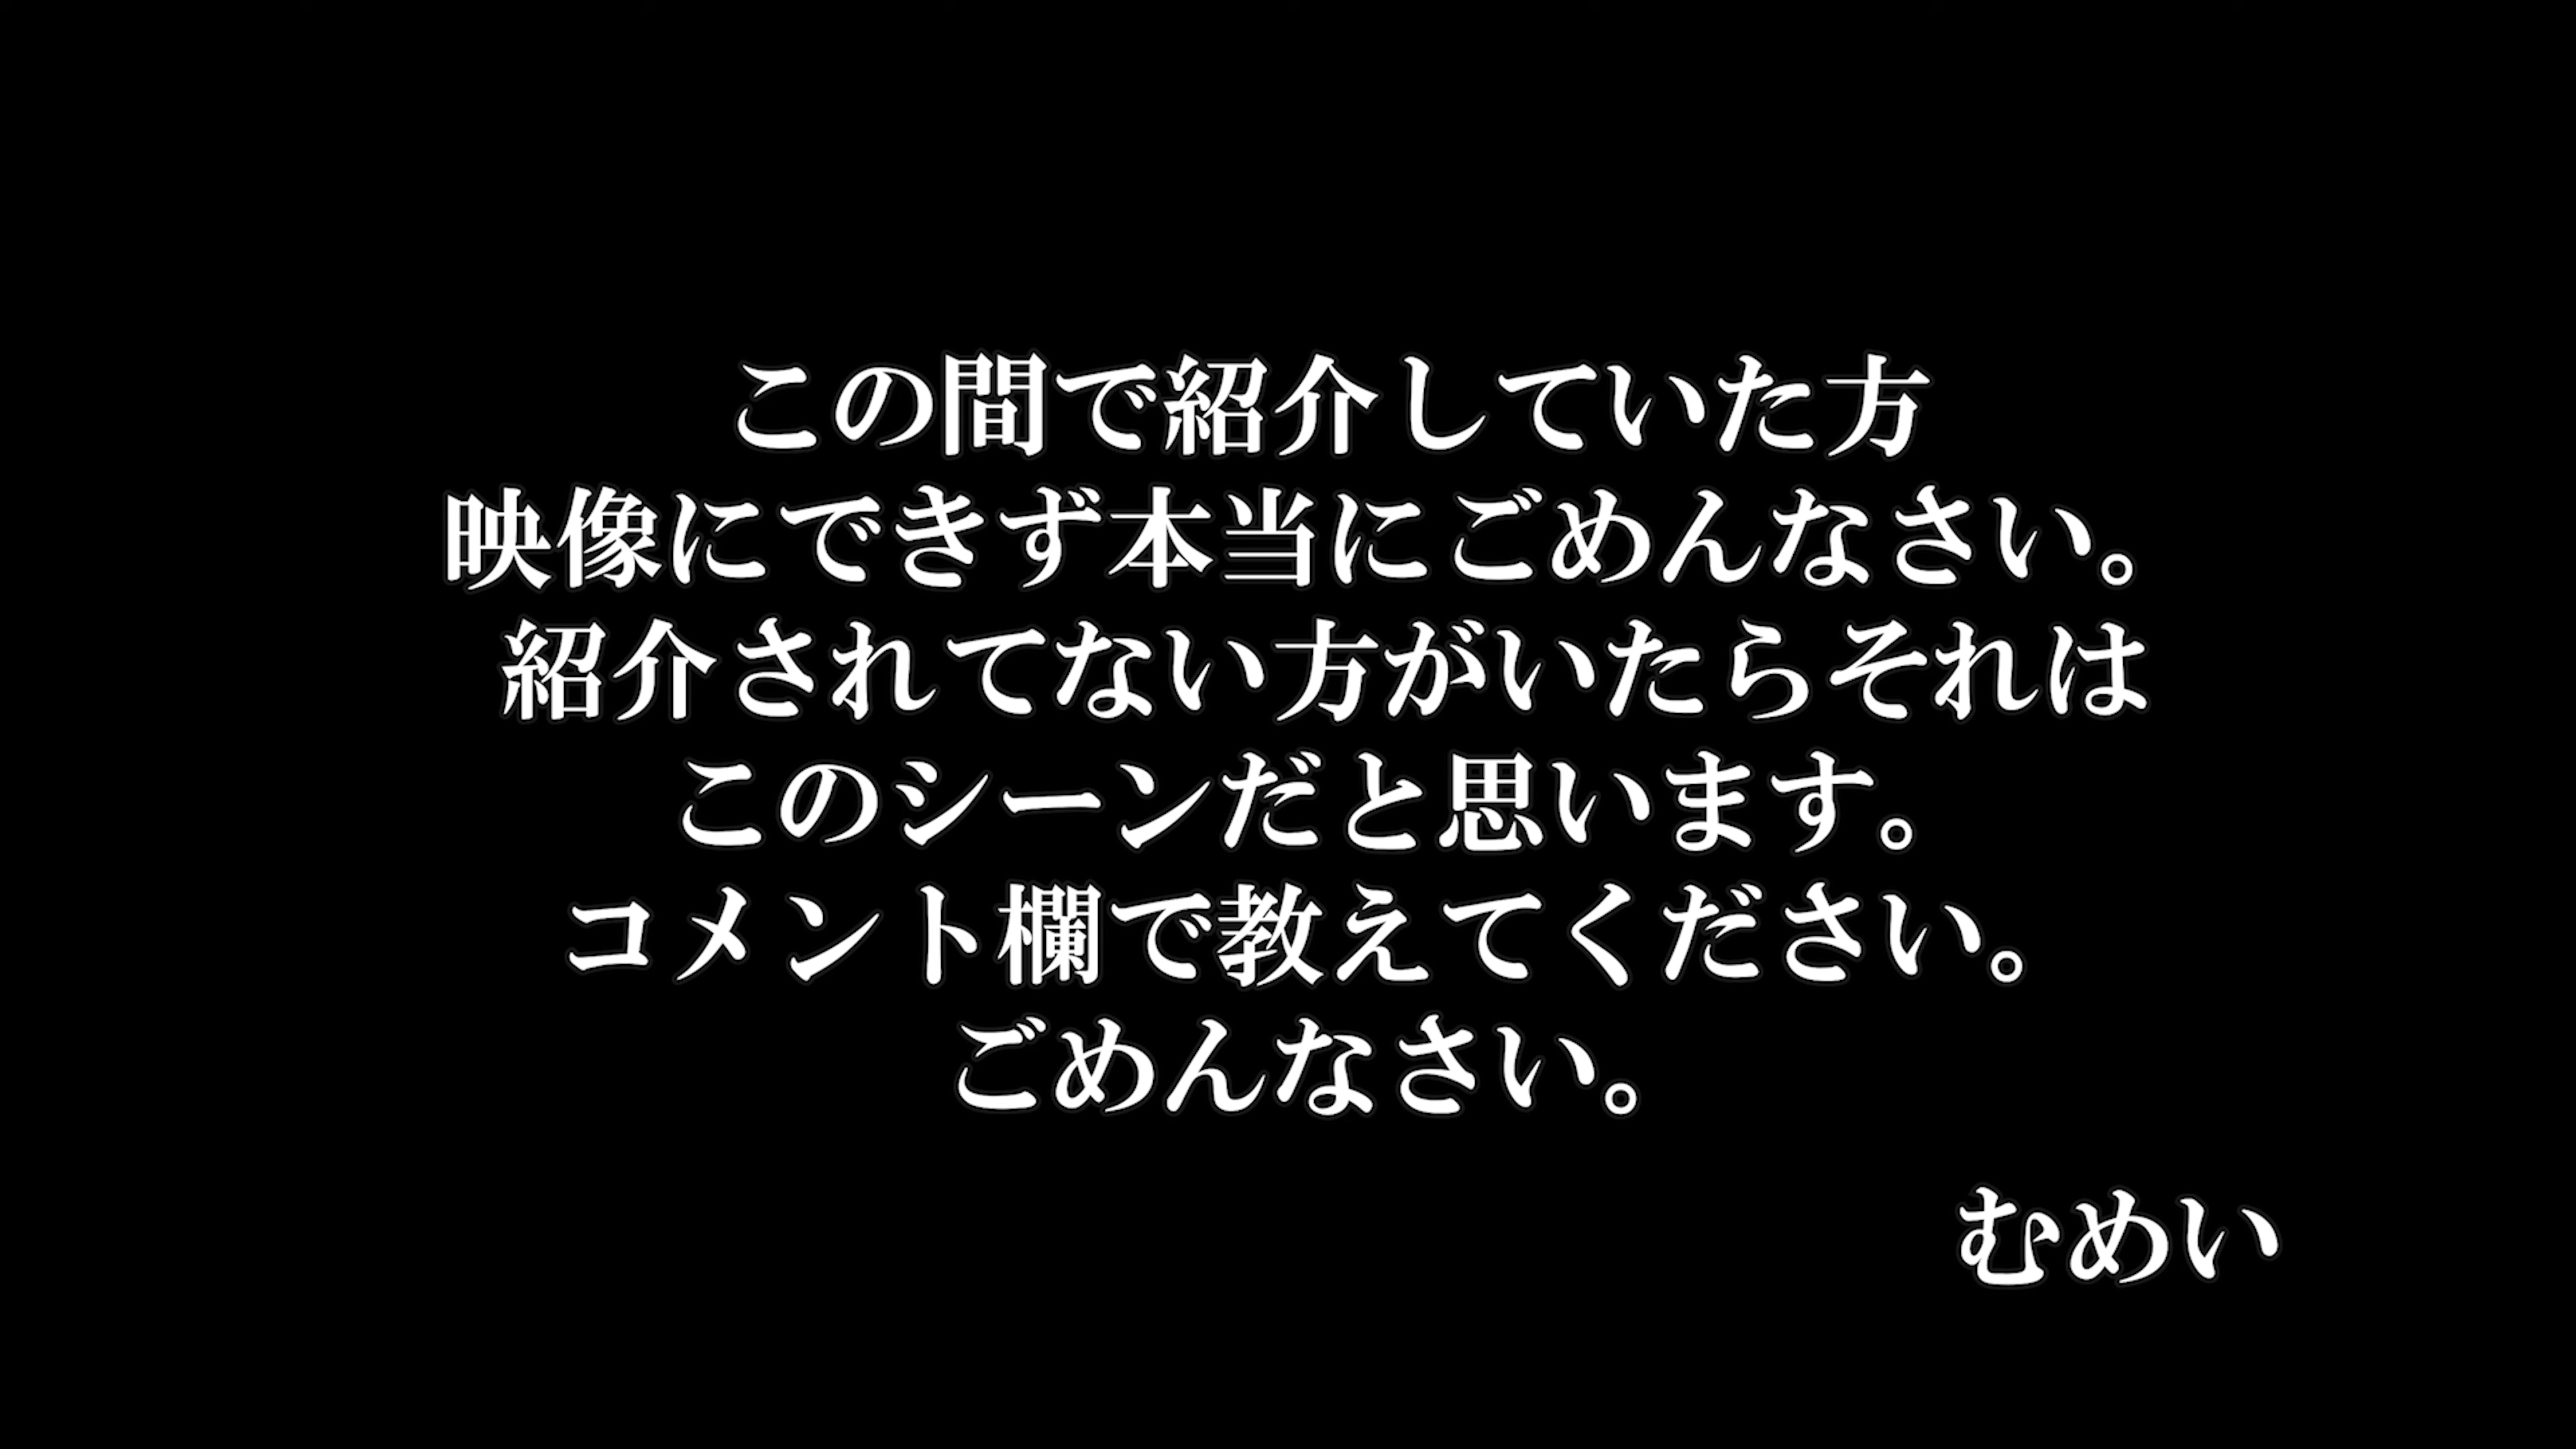 この間で紹介していた方
映像にできず本当にごめんなさい。
紹介されてない方がいたらそれは
このシーンだと思います。
コメント欄で教えてください。
ごめんなさい。
むめい